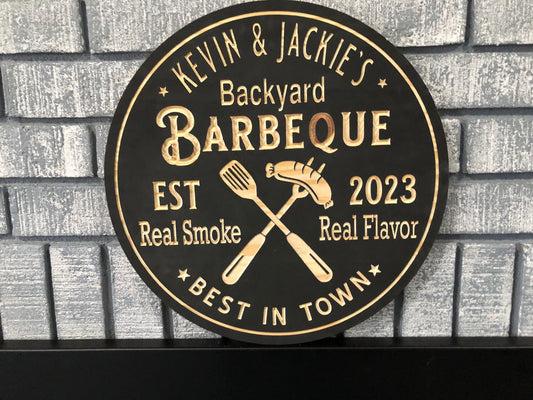 KEVIN & JACKIE'S
Backyard
BARBEQUE
EST 2023
Real Smoke Real Flavor
BEST IN TOWN